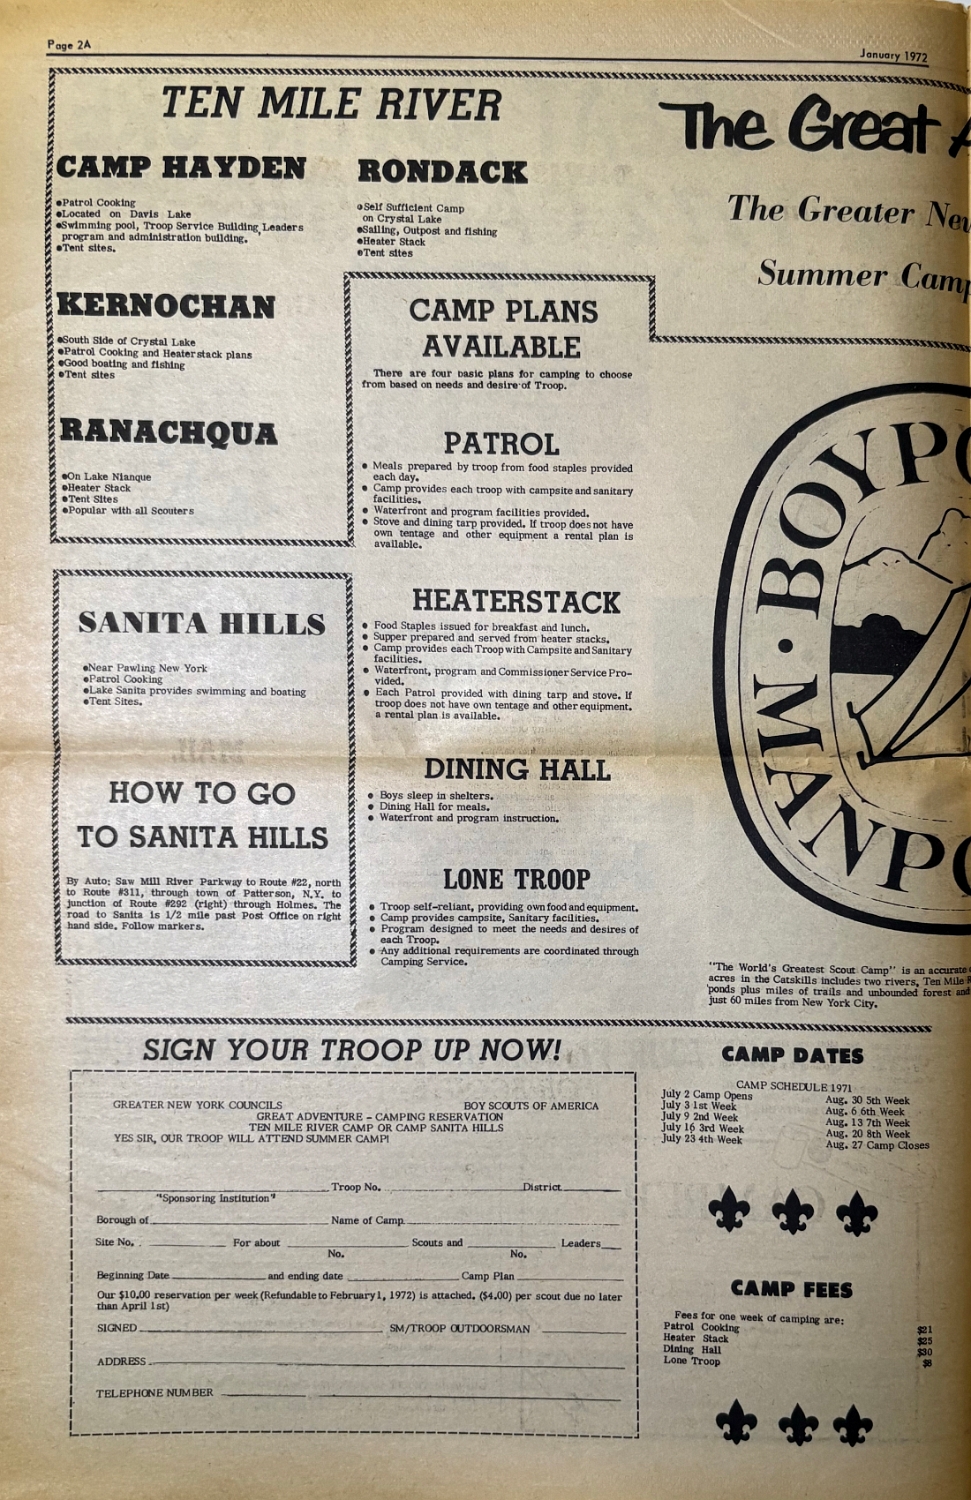 Page 2A
January 1972
TEN MILE RIVER
CAMP HAYDEN
●Patrol Cooking
●Located on Davis Lake
●Swimming pool, Troop Service Building, Leaders
program and administration building.
●Tent sites.
RONDACK
●Self Sufficient Camp
on Crystal Lake
●Sailing, Outpost and fishing
●Heater Stack
●Tent sites
KERNOCHAN
●South Side of Crystal Lake
●Patrol Cooking and Heaterstack plans
●Good boating and fishing
●Tent sites
RANACHQUA
●On Lake Nianque
●Heater Stack
●Tent Sites
●Popular with all Scouters
SANITA HILLS
●Near Pawling New York
●Patrol Cooking
●Lake Sanita provides swimming and boating
●Tent Sites.
HOW TO GO
TO SANITA HILLS
By Auto: Saw Mill River Parkway to Route #22, north
to Route #311, through town of Patterson, N.Y. to
junction of Route #292 (right) through Holmes. The
road to Sanita is 1/2 mile past Post Office on right
hand side. Follow markers.
CAMP PLANS
AVAILABLE
There are four basic plans for camping to choose
from based on needs and desire of Troop.
PATROL
● Meals prepared by troop from food staples provided
each day.
● Camp provides each troop with campsite and sanitary
facilities.
● Waterfront and program facilities provided.
● Stove and dining tarp provided. If troop does not have
own tentage and other equipment a rental plan is
available.
HEATERSTACK
● Food Staples issued for breakfast and lunch.
● Supper prepared and served from heater stacks.
● Camp provides each Troop with Campsite and Sanitary
facilities.
● Waterfront, program and Commissioner Service Pro-
vided.
● Each Patrol provided with dining tarp and stove. If
troop does not have own tentage and other equipment.
a rental plan is available.
DINING HALL
● Boys sleep in shelters.
● Dining Hall for meals.
● Waterfront and program instruction.
LONE TROOP
● Troop self-reliant, providing own food and equipment.
● Camp provides campsite, Sanitary facilities.
● Program designed to meet the needs and desires of
each Troop.
● Any additional requirements are coordinated through
Camping Service.
The Great A
The Greater New
Summer Camp
MAN · BOYPO
NPO
"The World's Greatest Scout Camp" is an accurate
acres in the Catskills includes two rivers, Ten Mile R
ponds plus miles of trails and unbounded forest and
just 60 miles from New York City.
SIGN YOUR TROOP UP NOW!
GREATER NEW YORK COUNCILS BOY SCOUTS OF AMERICA
GREAT ADVENTURE - CAMPING RESERVATION
TEN MILE RIVER CAMP OR CAMP SANITA HILLS
YES SIR, OUR TROOP WILL ATTEND SUMMER CAMP!
Troop No. District
"Sponsoring Institution"
Borough of Name of Camp
Site No. For about Scouts and Leaders
No. No.
Beginning Date and ending date Camp Plan
Our $10.00 reservation per week (Refundable to February 1, 1972) is attached. ($4.00) per scout due no later
than April 1st)
SIGNED SM/TROOP OUTDOORSMAN
ADDRESS
TELEPHONE NUMBER
CAMP DATES
CAMP SCHEDULE 1971
July 2 Camp Opens
July 3 1st Week
July 9 2nd Week
July 16 3rd Week
July 23 4th Week
Aug. 30 5th Week
Aug. 6 6th Week
Aug. 13 7th Week
Aug. 20 8th Week
Aug. 27 Camp Closes
CAMP FEES
Fees for one week of camping are:
Patrol Cooking $21
Heater Stack $25
Dining Hall $30
Lone Troop $6